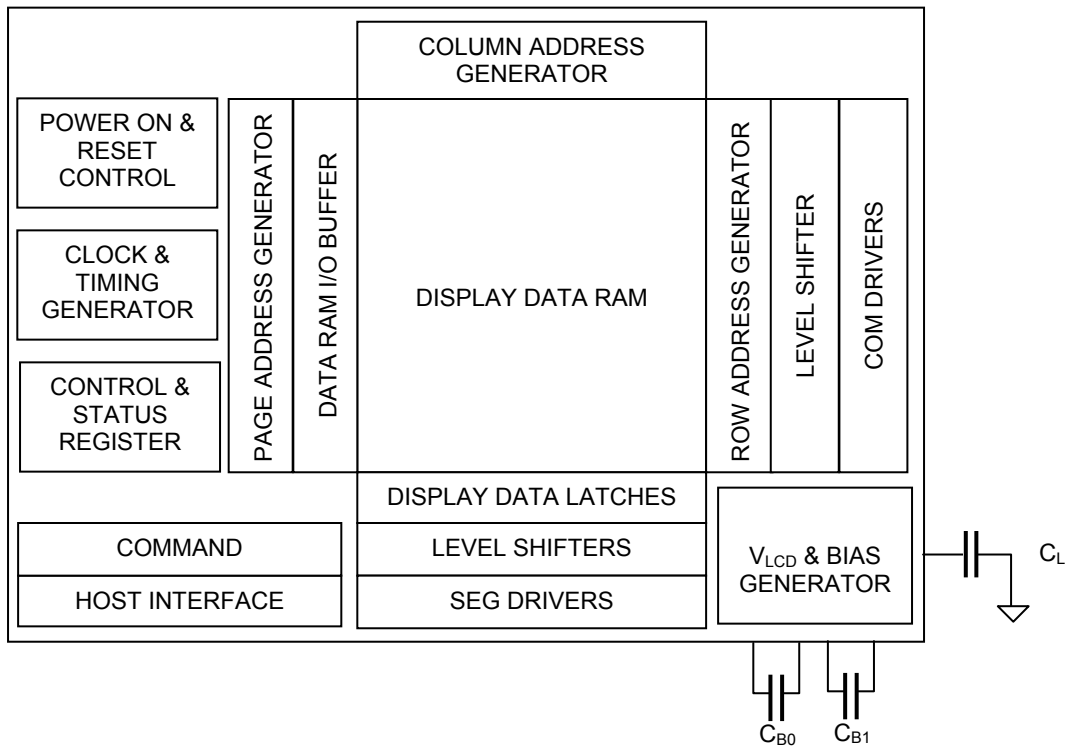 COLUMN ADDRESS
GENERATOR
POWER ON &
RESET
CONTROL
CLOCK &
TIMING
GENERATOR
CONTROL &
STATUS
REGISTER
PAGE ADDRESS GENERATOR
DATA RAM I/O BUFFER
DISPLAY DATA RAM
ROW ADDRESS GENERATOR
LEVEL SHIFTER
COM DRIVERS
DISPLAY DATA LATCHES
COMMAND
LEVEL SHIFTERS
HOST INTERFACE
SEG DRIVERS
VLCD & BIAS
GENERATOR
CL
CB0
CB1